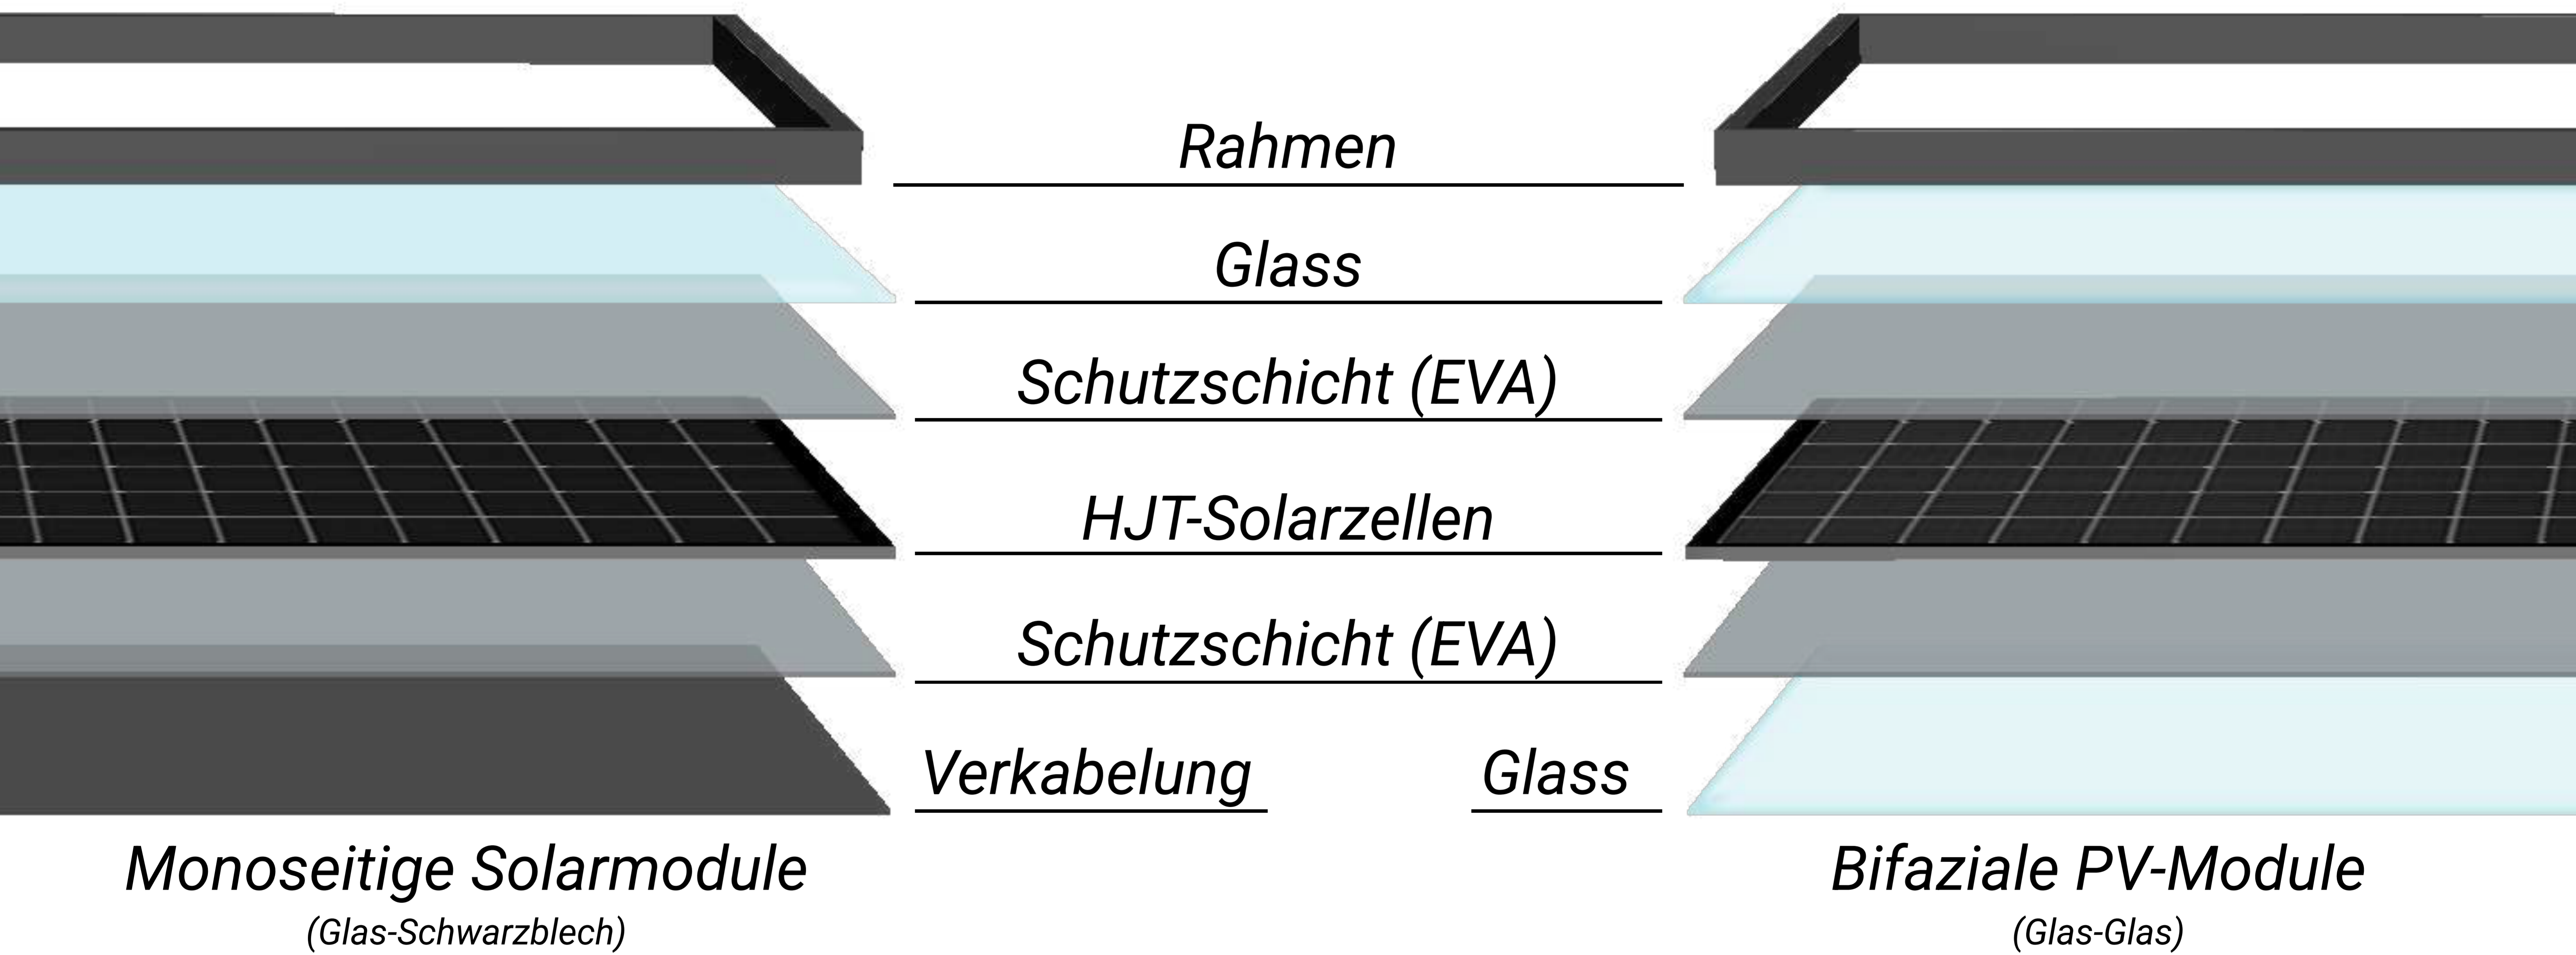 Rahmen
Glass
Schutzschicht (EVA)
HJT-Solarzellen
Schutzschicht (EVA)
Verkabelung
Glass
Monoseitige Solarmodule
(Glas-Schwarzblech)
Bifaziale PV-Module
(Glas-Glas)